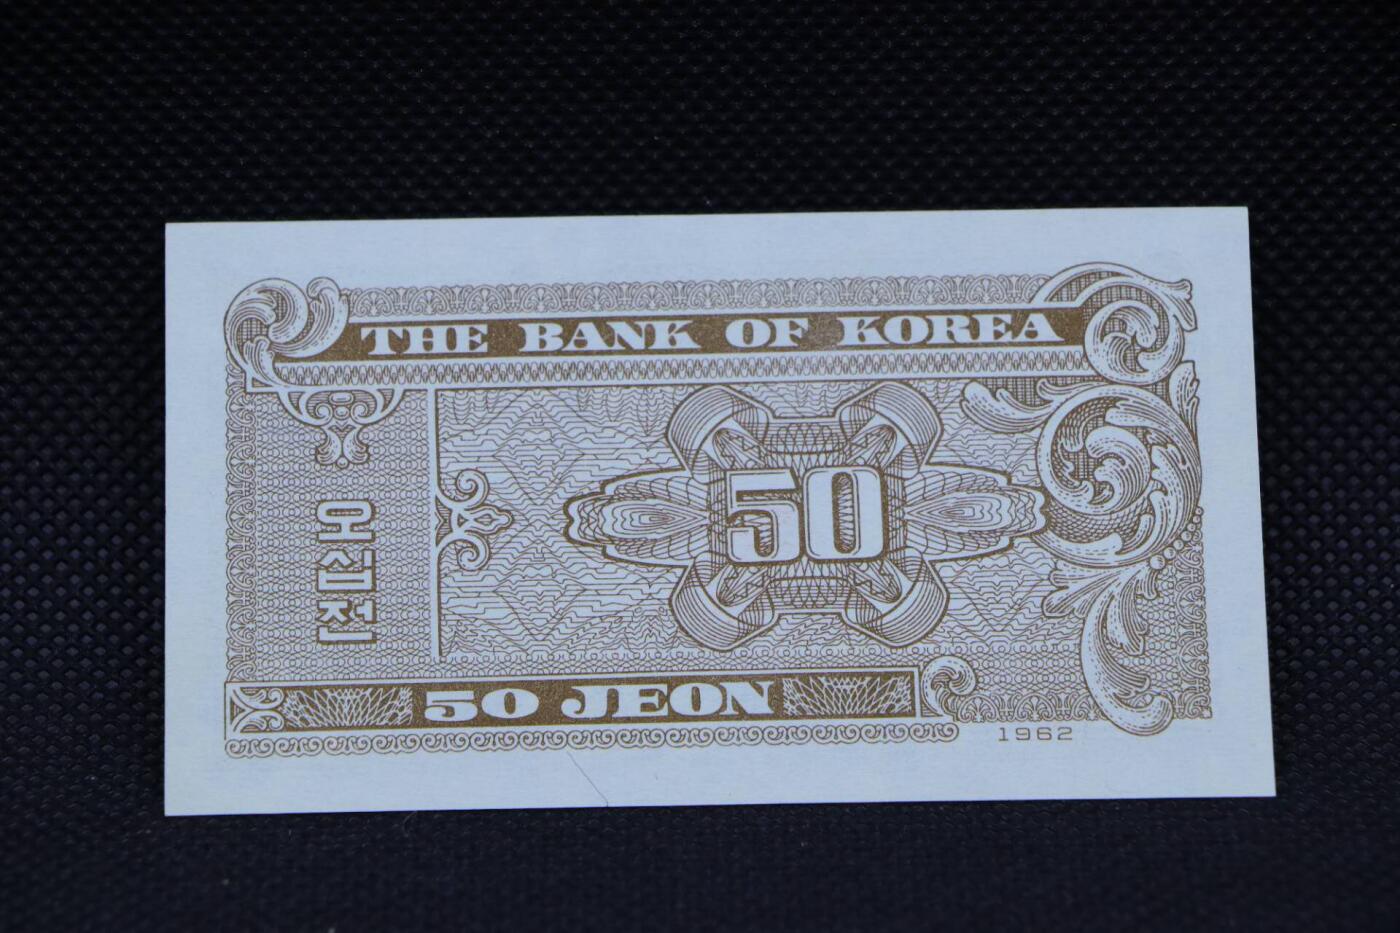 THE BANK OF KOREA
50
오십전
50 JEON
1962